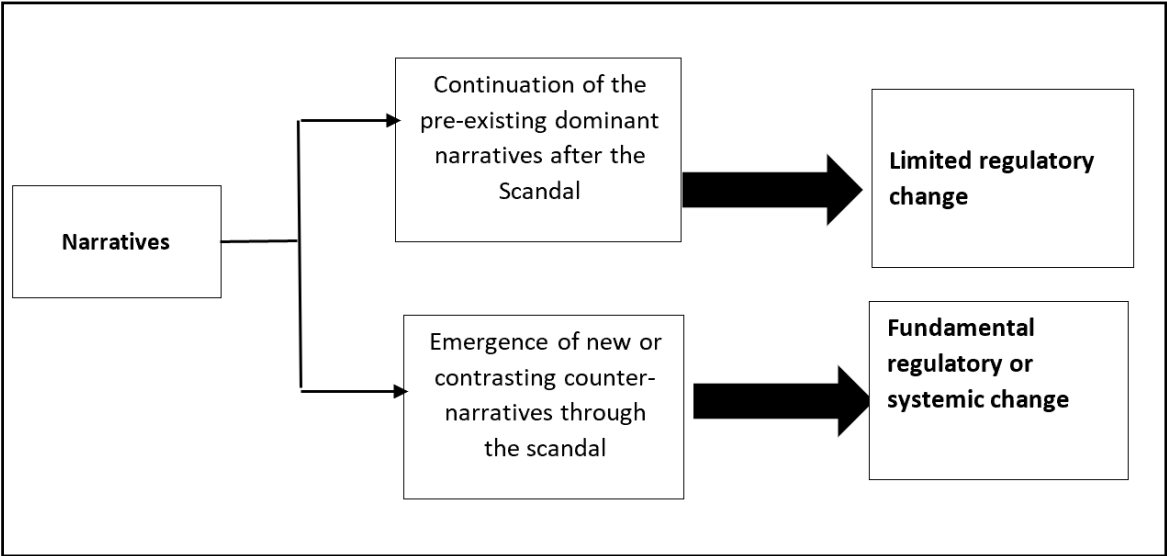 Narratives
Continuation of the
pre-existing dominant
narratives after the
Scandal
Limited regulatory
change
Emergence of new or
contrasting counter-
narratives through
the scandal
Fundamental
regulatory or
systemic change